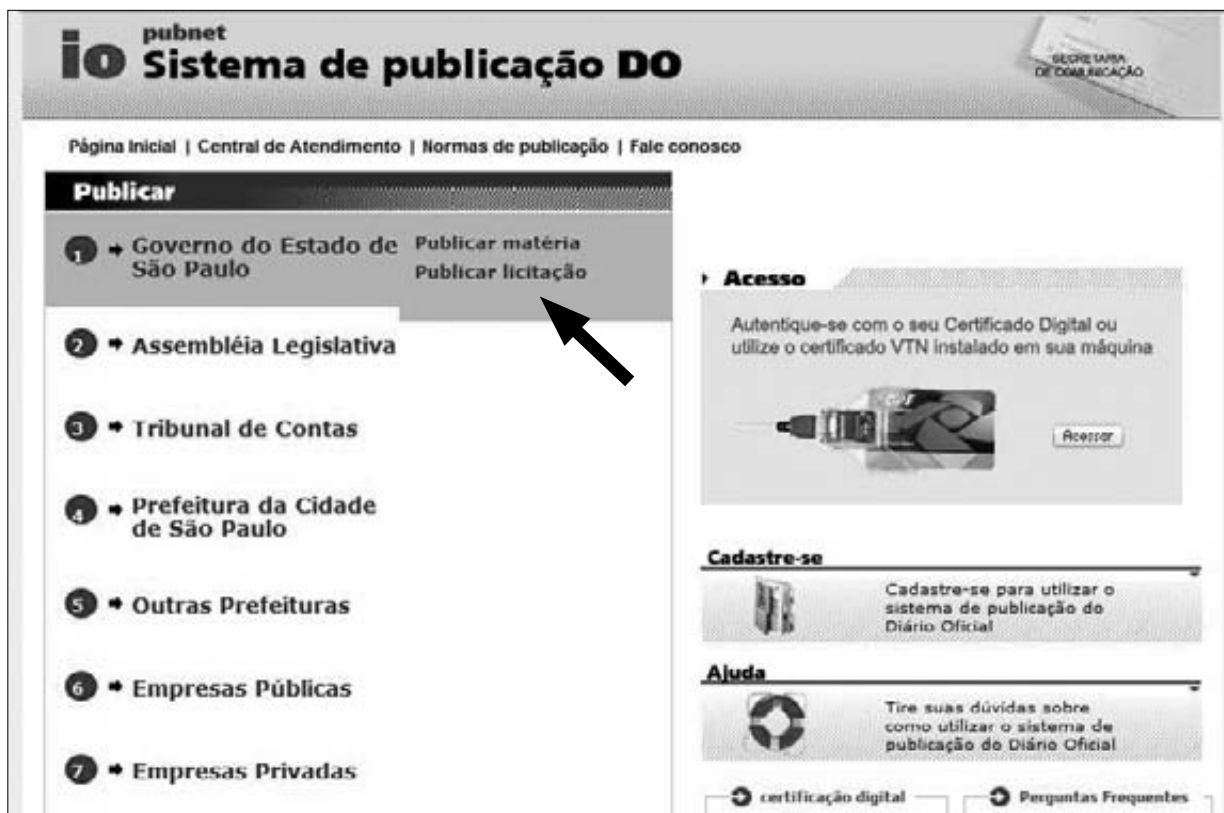 pubnet
io Sistema de publicação DO
SECRETARIA
DE COMUNICAÇÃO
Página Inicial | Central de Atendimento | Normas de publicação | Fale conosco
Publicar
1 Governo do Estado de
São Paulo
Publicar matéria
Publicar licitação
2 Assembléia Legislativa
3 Tribunal de Contas
4 Prefeitura da Cidade
de São Paulo
5 Outras Prefeituras
6 Empresas Públicas
7 Empresas Privadas
Acesso
Autentique-se com o seu Certificado Digital ou
utilize o certificado VTN instalado em sua máquina
Acessar
Cadastre-se
Cadastre-se para utilizar o
sistema de publicação do
Diário Oficial
Ajuda
Tire suas dúvidas sobre
como utilizar o sistema de
publicação do Diário Oficial
certificação digital
Perguntas Frequentes